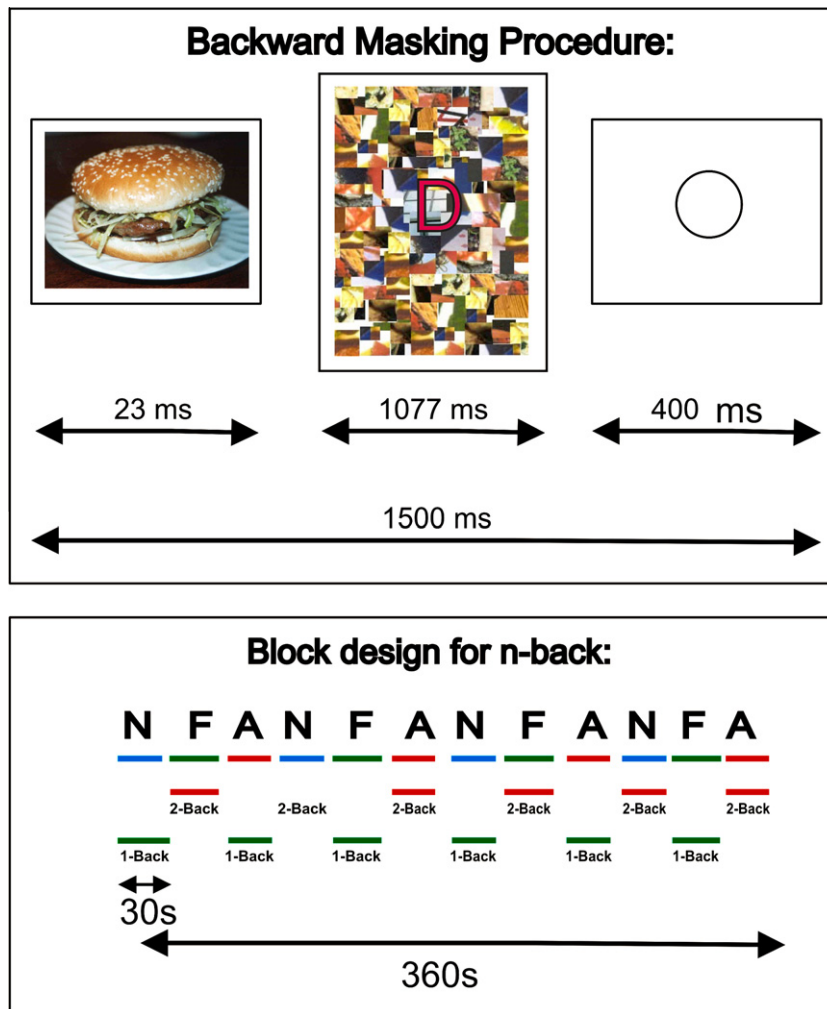 Backward Masking Procedure:
D
23 ms 1077 ms 400 ms
1500 ms
Block design for n-back:
N F A N F A N F A N F A
2-Back 2-Back 2-Back 2-Back 2-Back 2-Back
1-Back 1-Back 1-Back 1-Back 1-Back 1-Back
30s
360s